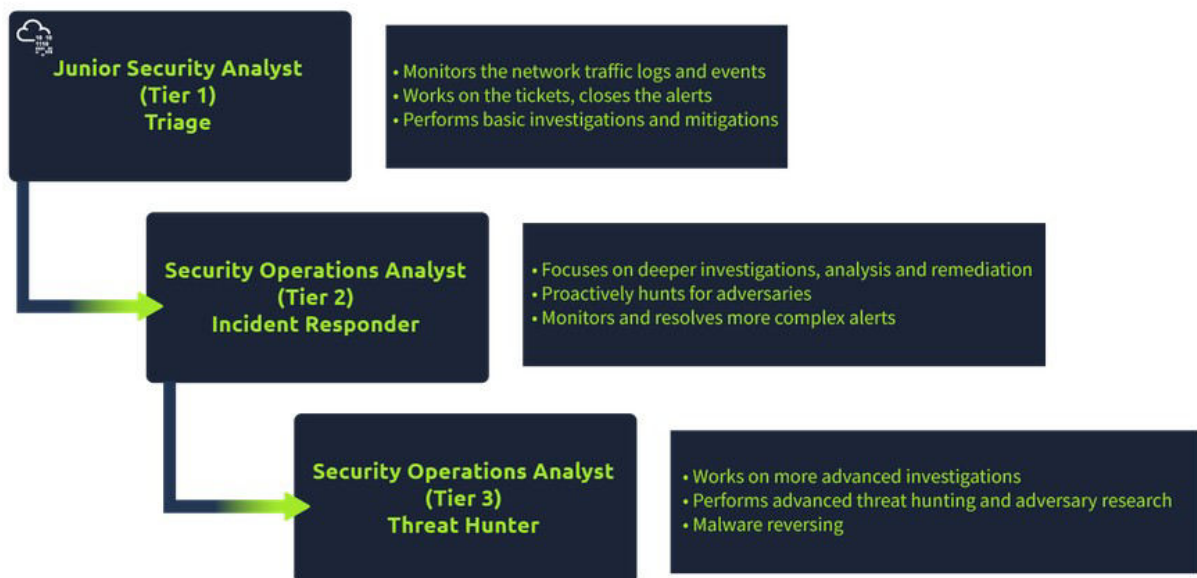 Junior Security Analyst
(Tier 1)
Triage
• Monitors the network traffic logs and events
• Works on the tickets, closes the alerts
• Performs basic investigations and mitigations
Security Operations Analyst
(Tier 2)
Incident Responder
• Focuses on deeper investigations, analysis and remediation
• Proactively hunts for adversaries
• Monitors and resolves more complex alerts
Security Operations Analyst
(Tier 3)
Threat Hunter
• Works on more advanced investigations
• Performs advanced threat hunting and adversary research
• Malware reversing